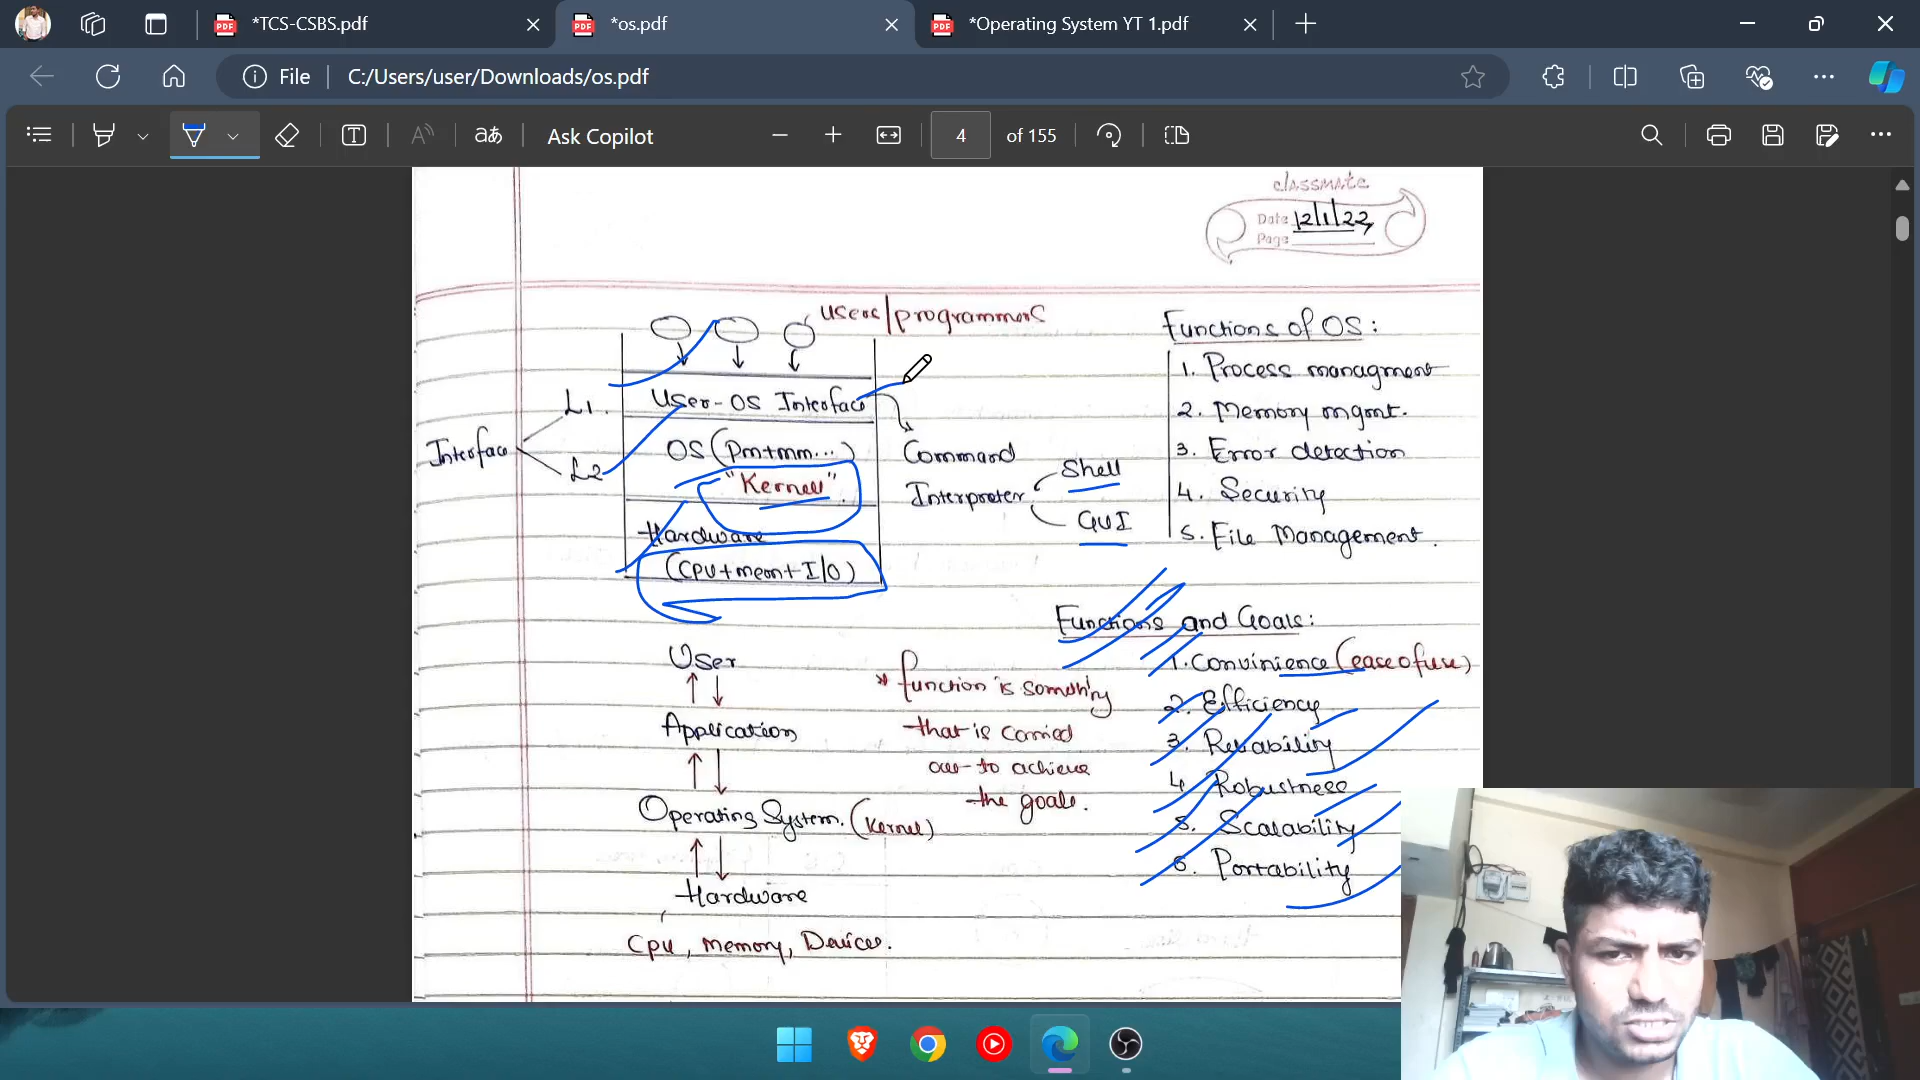 *TCS-CSBS.pdf
*os.pdf
*Operating System YT 1.pdf
File
C:/Users/user/Downloads/os.pdf
aあ
Ask Copilot
4
of 155
classmate
Date 12/1/22
Page
users/programmers
User-OS Interface
OS (Pm+mm...)
"Kernel".
Hardware
(CPU+mem+I/O)
Interface
L1.
L2
Command
Interpreter
Shell
GUI
Functions of OS:
1. Process managment
2. Memory mgmt.
3. Error detection
4. Security
5. File Management.
Functions and Goals:
1. Convinience (ease of use)
2. Efficiency
3. Reliability
4. Robustness
5. Scalability
6. Portability
User
Application
Operating System. (Kernel)
Hardware
Cpu, Memory, Devices.
* function is something
that is carried
out to achieve
the goals.